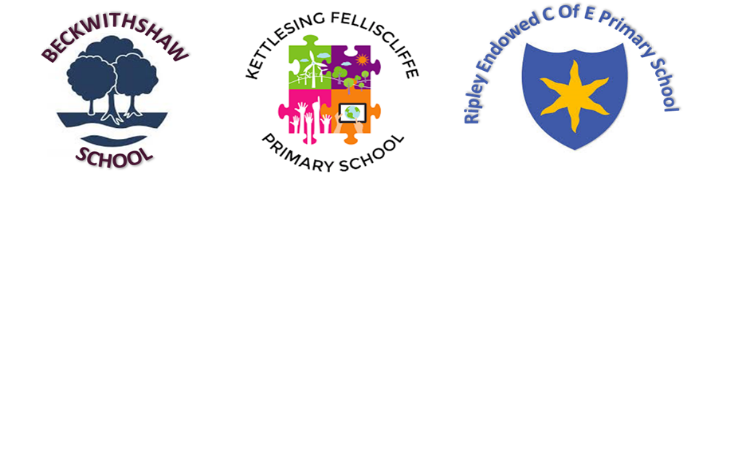 BECKWITHSHAW
SCHOOL
KETTLESING FELLISCLIFFE
PRIMARY SCHOOL
Ripley Endowed C Of E Primary School